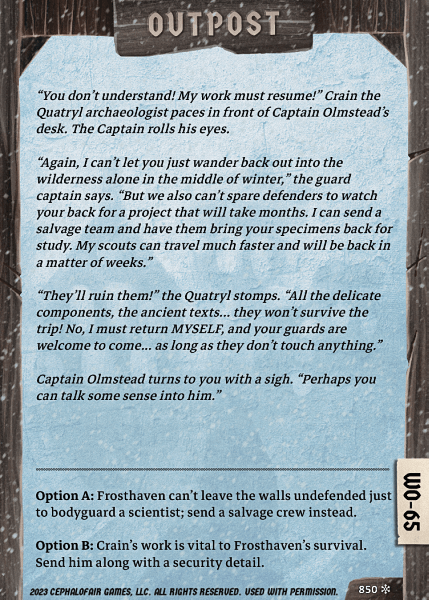 OUTPOST
“You don’t understand! My work must resume!” Crain the
Quatryl archaeologist paces in front of Captain Olmstead’s
desk. The Captain rolls his eyes.
“Again, I can’t let you just wander back out into the
wilderness alone in the middle of winter,” the guard
captain says. “But we also can’t spare defenders to watch
your back for a project that will take months. I can send a
salvage team and have them bring your specimens back for
study. My scouts can travel much faster and will be back in
a matter of weeks.”
“They’ll ruin them!” the Quatryl stomps. “All the delicate
components, the ancient texts... they won’t survive the
trip! No, I must return MYSELF, and your guards are
welcome to come... as long as they don’t touch anything.”
Captain Olmstead turns to you with a sigh. “Perhaps you
can talk some sense into him.”
Option A: Frosthaven can’t leave the walls undefended just
to bodyguard a scientist; send a salvage crew instead.
Option B: Crain’s work is vital to Frosthaven’s survival.
Send him along with a security detail.
WO-65
2023 CEPHALOFAIR GAMES, LLC. ALL RIGHTS RESERVED. USED WITH PERMISSION.
850